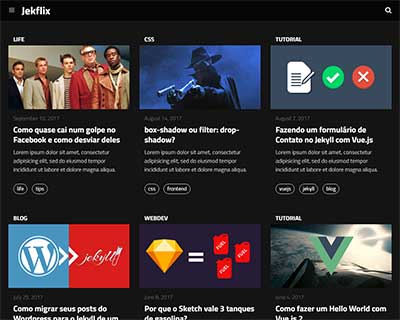 Jekflix
LIFE
September 10, 2017
Como quase cai num golpe no
Facebook e como desviar deles
Lorem ipsum dolor sit amet, consectetur
adipisicing elit, sed do eiusmod tempor
incididunt ut labore et dolore magna aliqua.
life
tips
CSS
August 14, 2017
box-shadow ou filter: drop-
shadow?
Lorem ipsum dolor sit amet, consectetur
adipisicing elit, sed do eiusmod tempor
incididunt ut labore et dolore magna aliqua.
css
frontend
TUTORIAL
August 7, 2017
Fazendo um formulário de
Contato no Jekyll com Vue.js
Lorem ipsum dolor sit amet, consectetur
adipisicing elit, sed do eiusmod tempor
incididunt ut labore et dolore magna aliqua.
vuejs
jekyll
blog
BLOG
jekyll
July 29, 2017
Como migrar seus posts do
Wordpress para o Jekyll de um
WEBDEV
FUEL
FUEL
FUEL
June 8, 2017
Por que o Sketch vale 3 tanques
de gasolina?
TUTORIAL
June 4, 2017
Como fazer um Hello World com
Vue.js 2